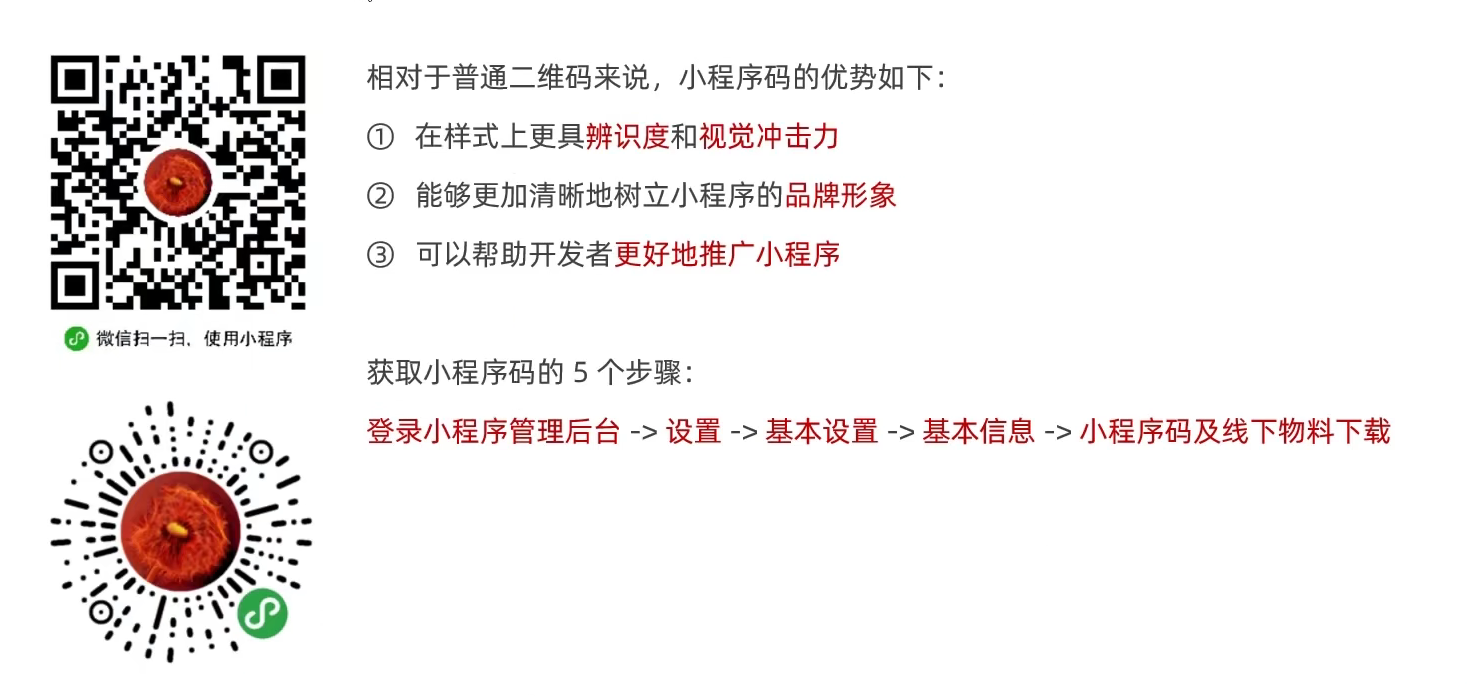 相对于普通二维码来说，小程序码的优势如下：
① 在样式上更具辨识度和视觉冲击力
② 能够更加清晰地树立小程序的品牌形象
③ 可以帮助开发者更好地推广小程序
微信扫一扫，使用小程序
获取小程序码的 5 个步骤：
登录小程序管理后台 -> 设置 -> 基本设置 -> 基本信息 -> 小程序码及线下物料下载